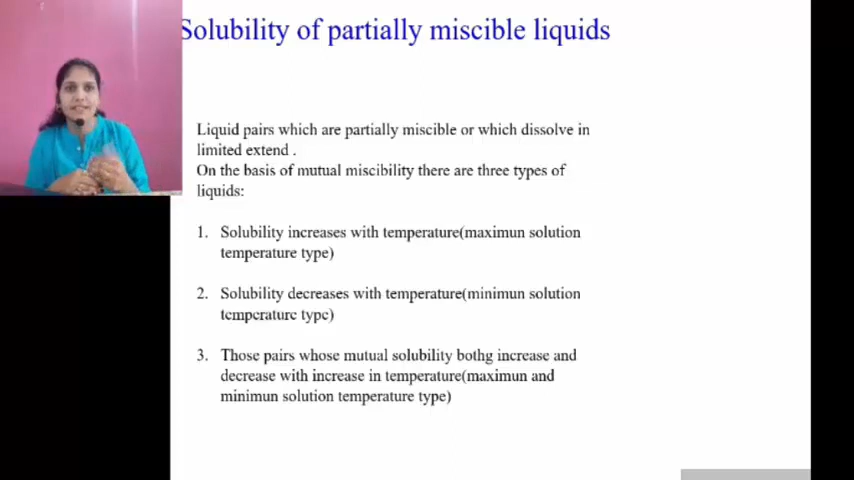 Solubility of partially miscible liquids
Liquid pairs which are partially miscible or which dissolve in
limited extend .
On the basis of mutual miscibility there are three types of
liquids:
1. Solubility increases with temperature(maximun solution
temperature type)
2. Solubility decreases with temperature(minimun solution
temperature type)
3. Those pairs whose mutual solubility bothg increase and
decrease with increase in temperature(maximun and
minimun solution temperature type)